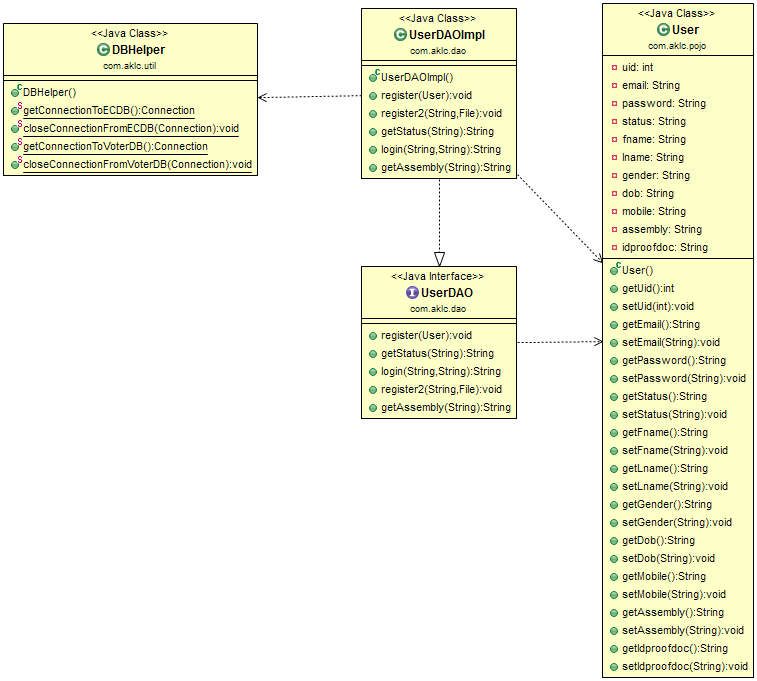 <<Java Class>>
DBHelper
com.aklc.util
DBHelper()
getConnectionToECDB():Connection
closeConnectionFromECDB(Connection):void
getConnectionToVoterDB():Connection
closeConnectionFromVoterDB(Connection):void
<<Java Class>>
UserDAOImpl
com.aklc.dao
UserDAOImpl()
register(User):void
register2(String,File):void
getStatus(String):String
login(String,String):String
getAssembly(String):String
<<Java Interface>>
UserDAO
com.aklc.dao
register(User):void
getStatus(String):String
login(String,String):String
register2(String,File):void
getAssembly(String):String
<<Java Class>>
User
com.aklc.pojo
uid: int
email: String
password: String
status: String
fname: String
lname: String
gender: String
dob: String
mobile: String
assembly: String
idproofdoc: String
User()
getUid():int
setUid(int):void
getEmail():String
setEmail(String):void
getPassword():String
setPassword(String):void
getStatus():String
setStatus(String):void
getFname():String
setFname(String):void
getLname():String
setLname(String):void
getGender():String
setGender(String):void
getDob():String
setDob(String):void
getMobile():String
setMobile(String):void
getAssembly():String
setAssembly(String):void
getIdproofdoc():String
setIdproofdoc(String):void